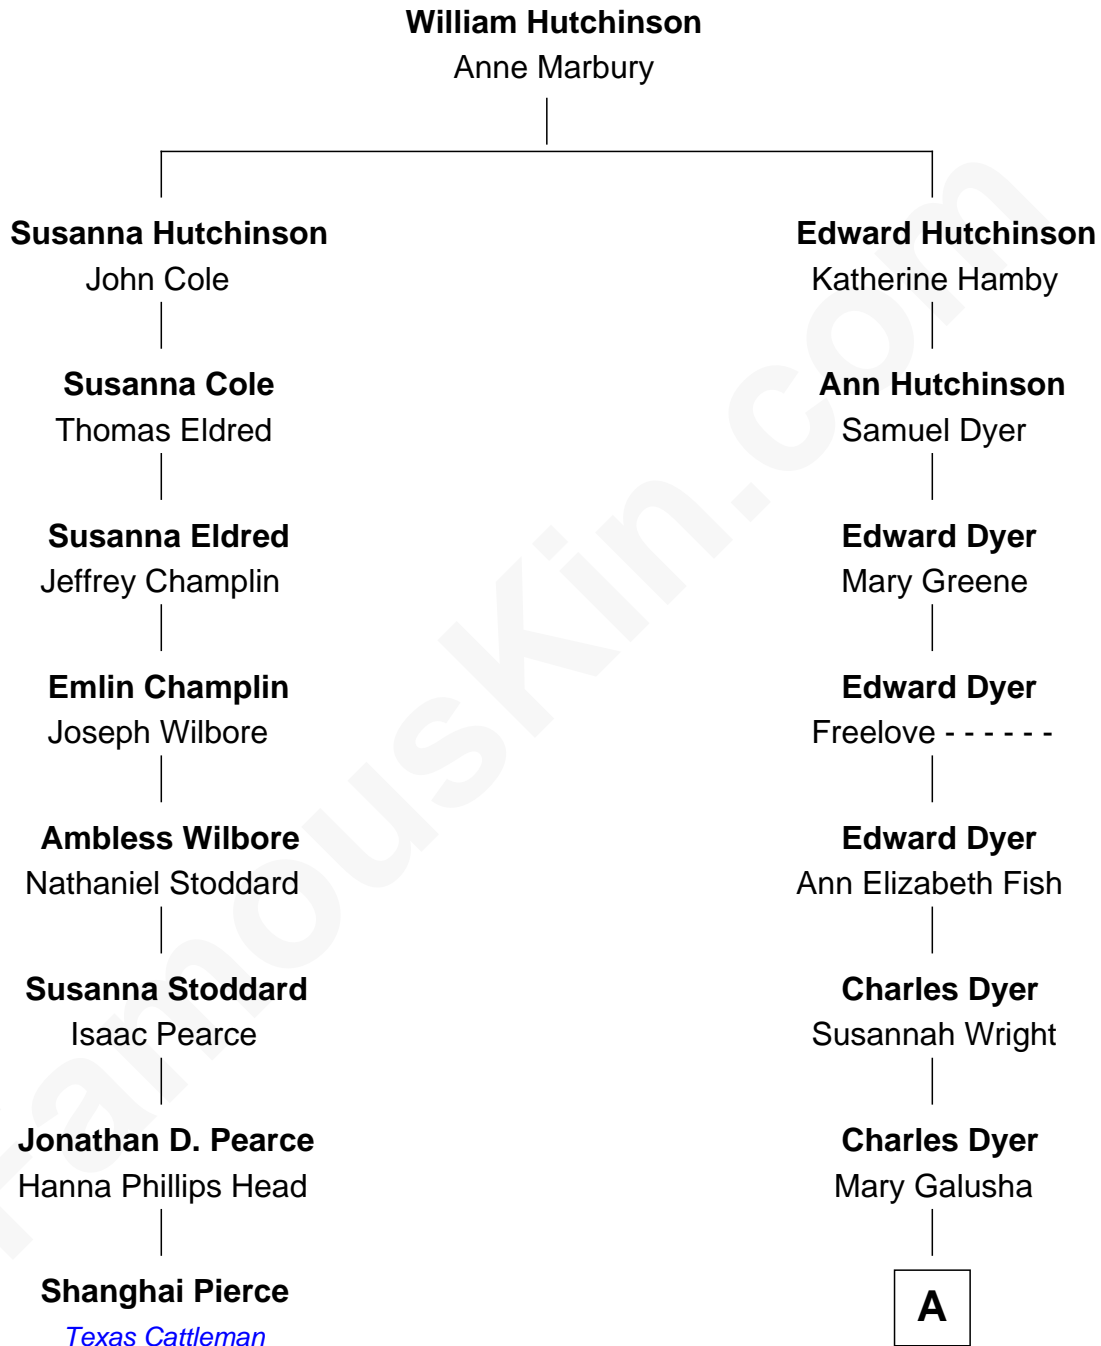 William Hutchinson
Anne Marbury
Susanna Hutchinson
John Cole
Edward Hutchinson
Katherine Hamby
Susanna Cole
Thomas Eldred
Ann Hutchinson
Samuel Dyer
Susanna Eldred
Jeffrey Champlin
Edward Dyer
Mary Greene
Emlin Champlin
Joseph Wilbore
Edward Dyer
Freelove - - - - - -
Ambless Wilbore
Nathaniel Stoddard
Edward Dyer
Ann Elizabeth Fish
Susanna Stoddard
Isaac Pearce
Charles Dyer
Susannah Wright
Jonathan D. Pearce
Hanna Phillips Head
Charles Dyer
Mary Galusha
Shanghai Pierce
Texas Cattleman
A
FamousKin.com